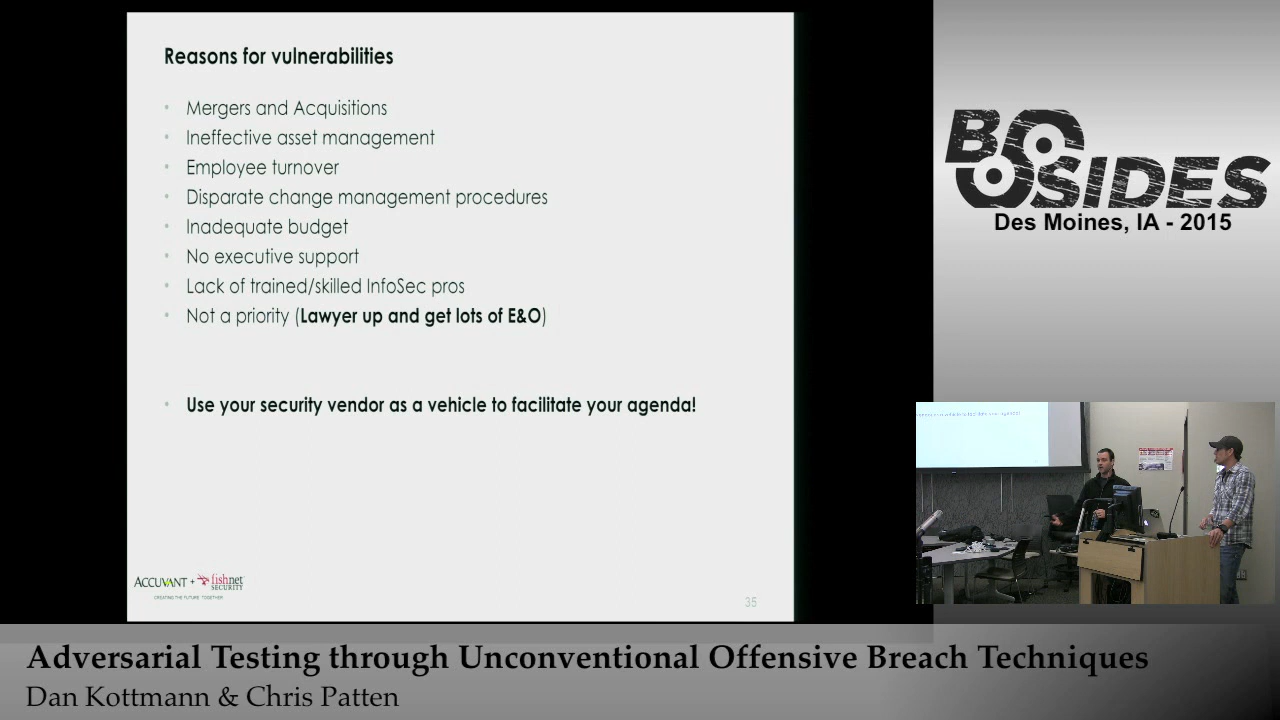 Reasons for vulnerabilities
Mergers and Acquisitions
Ineffective asset management
Employee turnover
Disparate change management procedures
Inadequate budget
No executive support
Lack of trained/skilled InfoSec pros
Not a priority (Lawyer up and get lots of E&O)
Use your security vendor as a vehicle to facilitate your agenda!
ACCUVANT + fishnet
SECURITY
CREATING THE FUTURE TOGETHER
35
BSIDES
Des Moines, IA - 2015
Adversarial Testing through Unconventional Offensive Breach Techniques
Dan Kottmann & Chris Patten